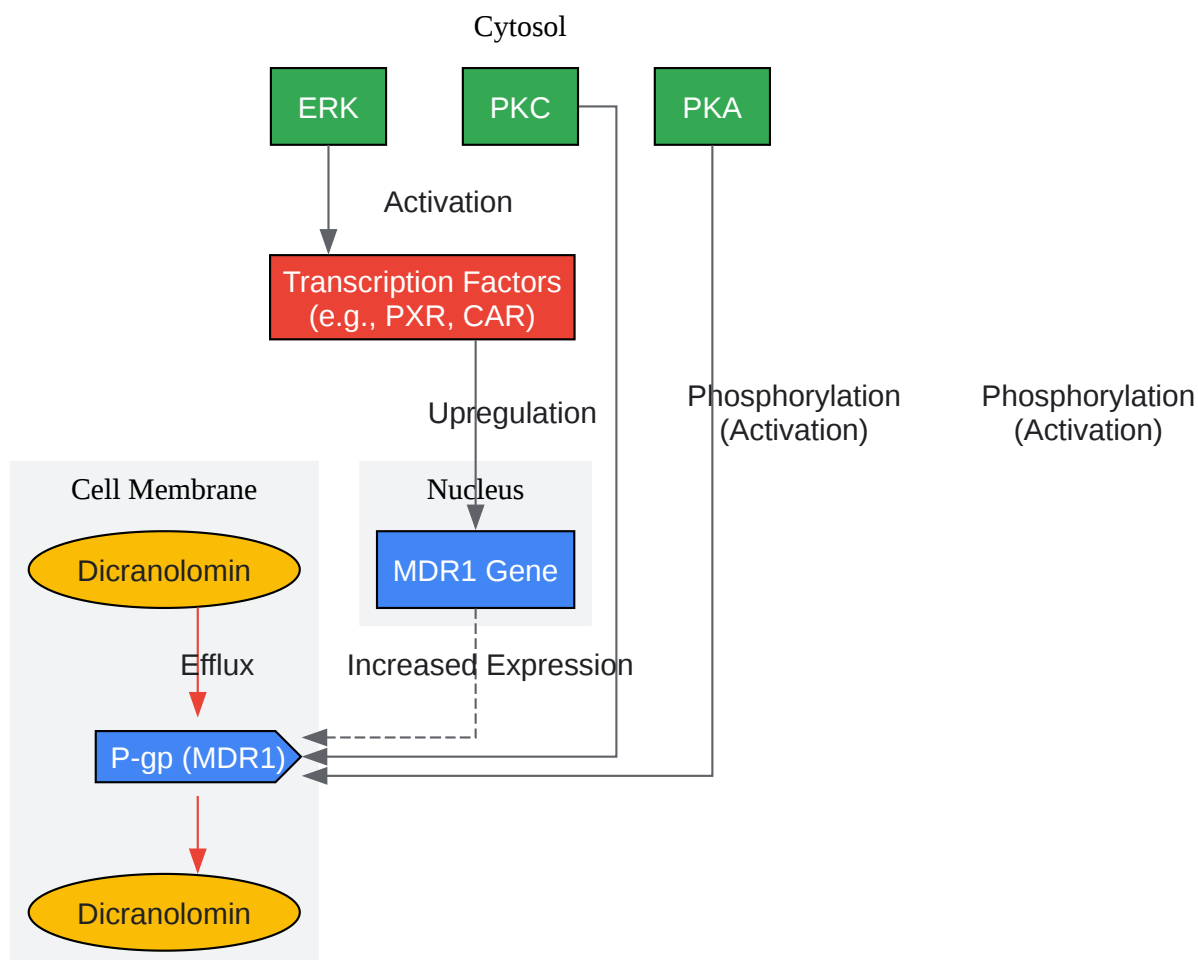 Cytosol
ERK
PKC
PKA
Activation
Transcription Factors
(e.g., PXR, CAR)
Phosphorylation
(Activation)
Phosphorylation
(Activation)
Upregulation
Cell Membrane
Nucleus
Dicranolomin
MDR1 Gene
Efflux
Increased Expression
P-gp (MDR1)
Dicranolomin